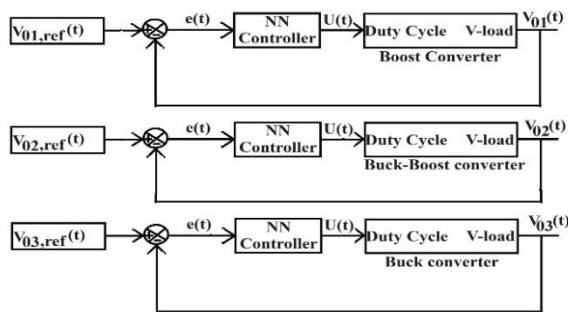 V01,ref(t) e(t) NN Controller U(t) Duty Cycle V-load V01(t)
Boost Converter
V02,ref(t) e(t) NN Controller U(t) Duty Cycle V-load V02(t)
Buck-Boost converter
V03,ref(t) e(t) NN Controller U(t) Duty Cycle V-load V03(t)
Buck converter